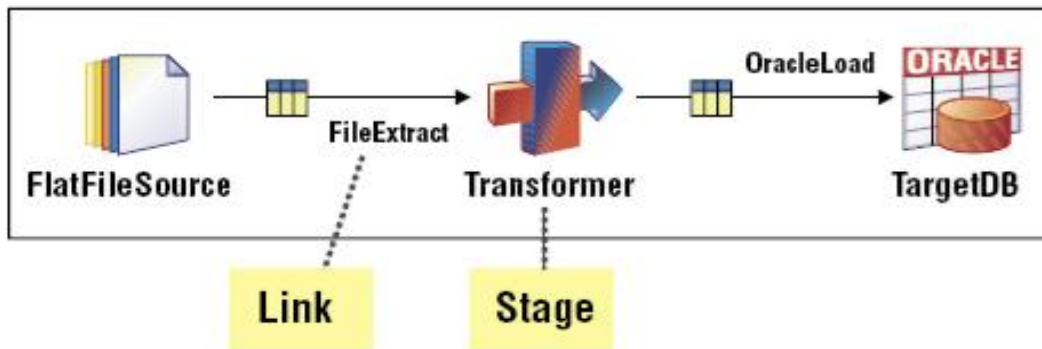 OracleLoad
ORACLE
FileExtract
FlatFileSource
Transformer
TargetDB
Link
Stage